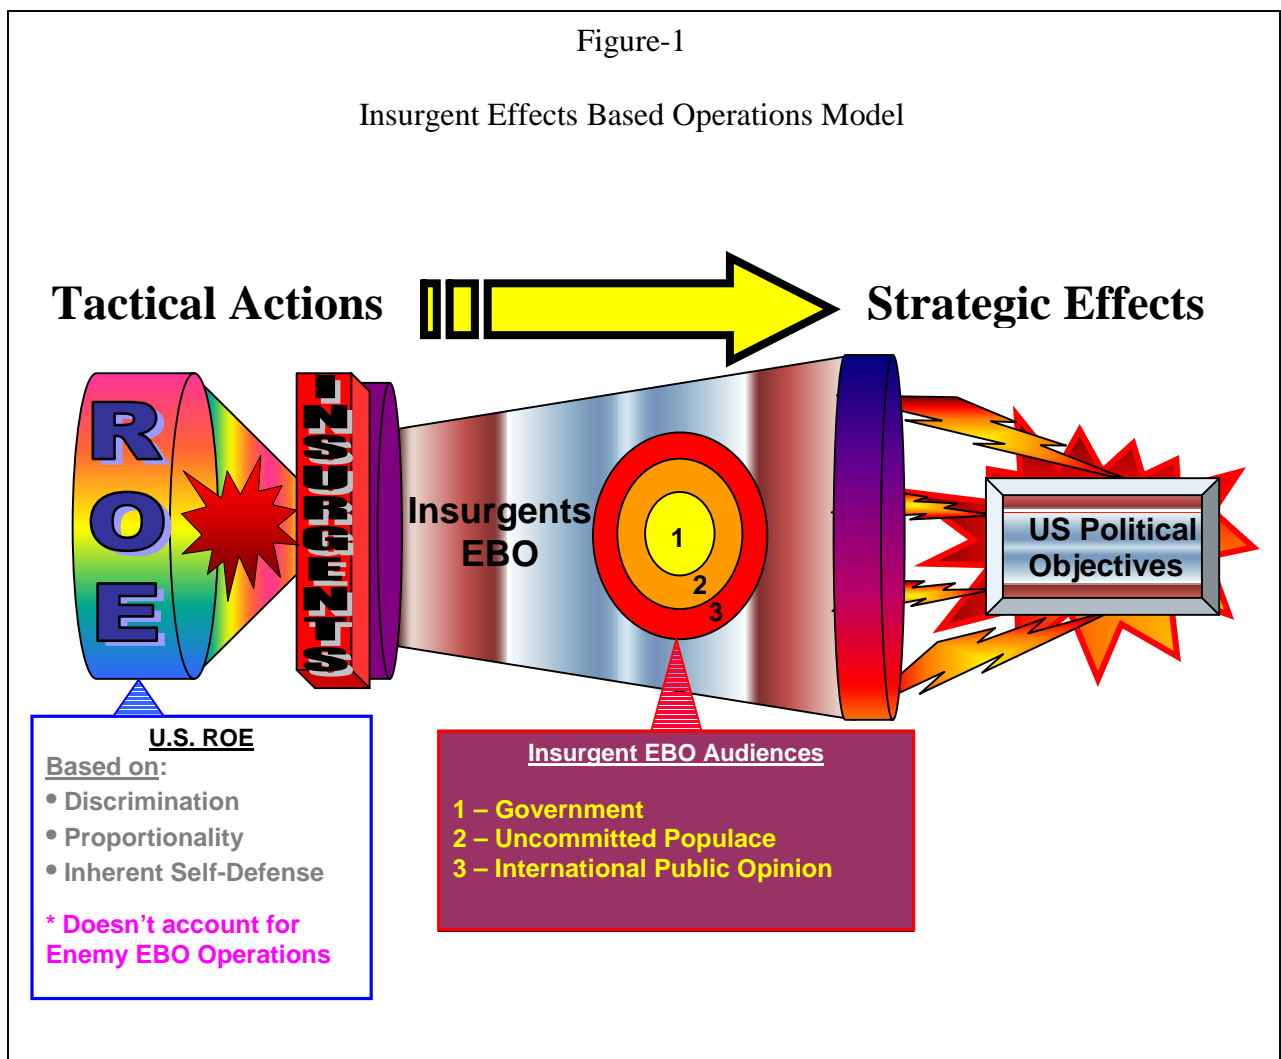 Figure-1
Insurgent Effects Based Operations Model
Tactical Actions
Strategic Effects
ROE
INSURGENTS
Insurgents
EBO
1
2
3
US Political
Objectives
U.S. ROE
Based on:
• Discrimination
• Proportionality
• Inherent Self-Defense
* Doesn’t account for
Enemy EBO Operations
Insurgent EBO Audiences
1 – Government
2 – Uncommitted Populace
3 – International Public Opinion